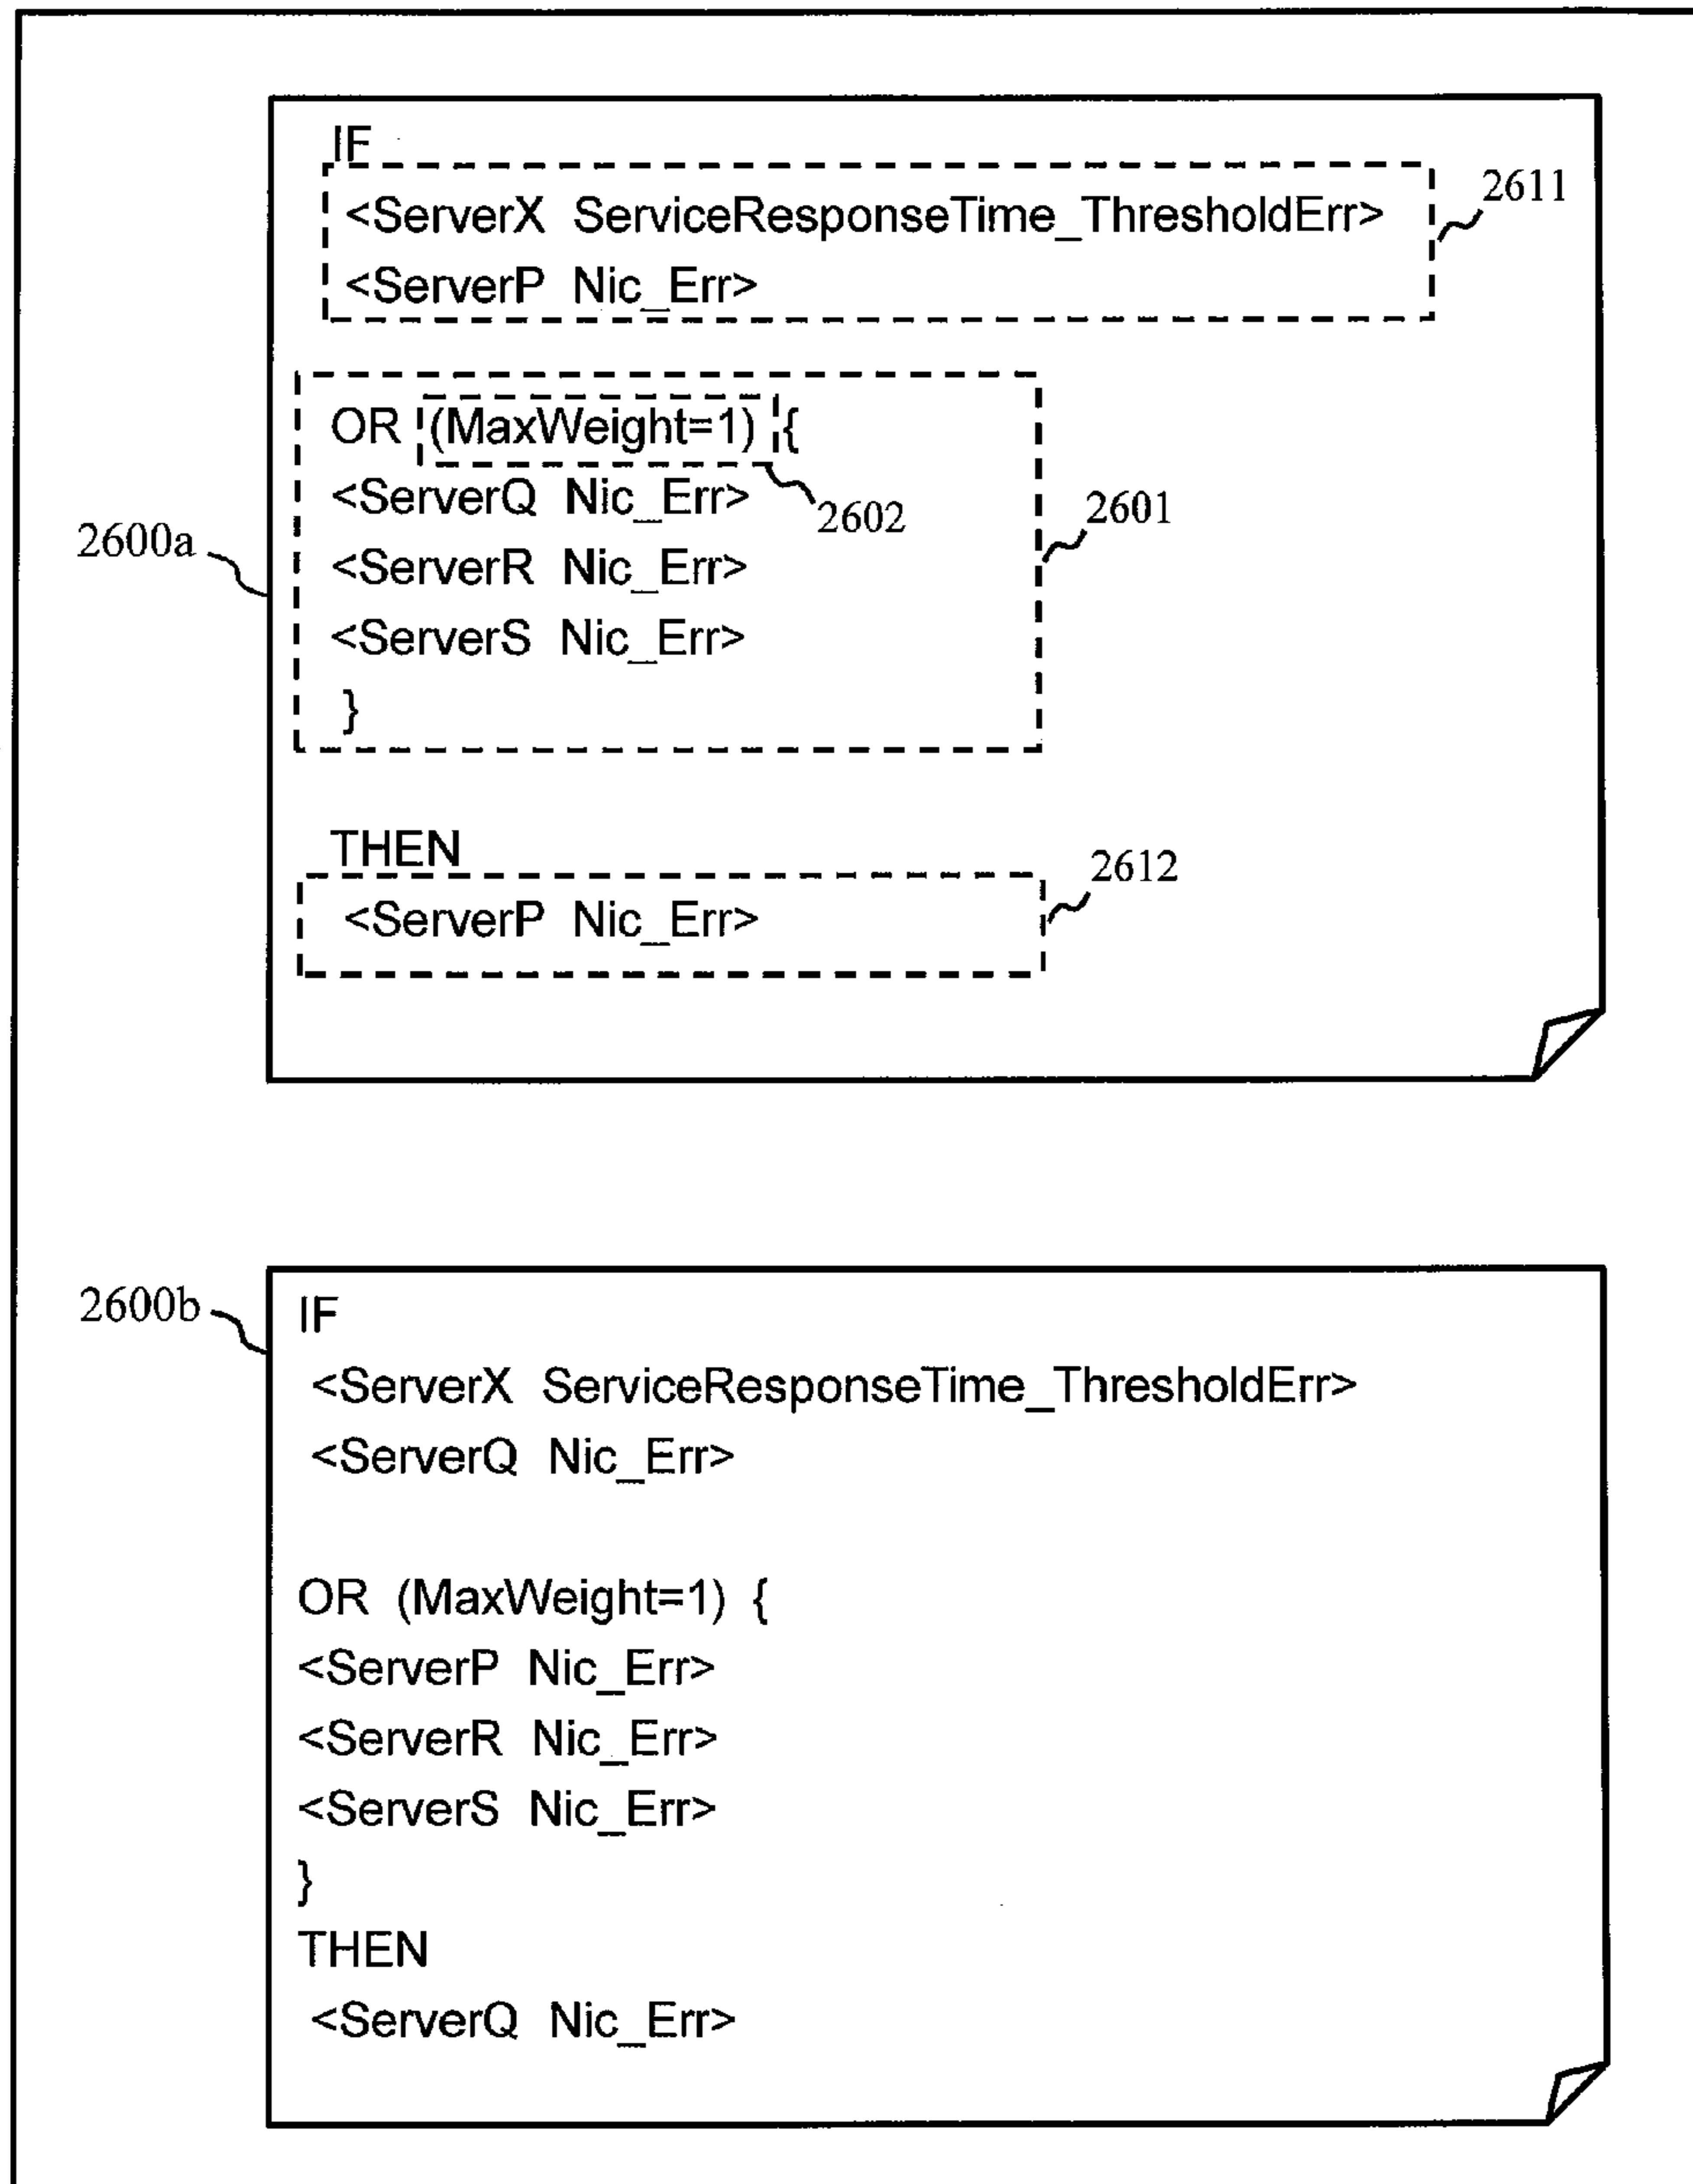 IF
<ServerX ServiceResponseTime_ThresholdErr>
2611
<ServerP Nic_Err>
OR (MaxWeight=1) {
<ServerQ Nic_Err>
2602
2601
2600a
<ServerR Nic_Err>
<ServerS Nic_Err>
}
THEN
2612
<ServerP Nic_Err>
2600b
IF
<ServerX ServiceResponseTime_ThresholdErr>
<ServerQ Nic_Err>
OR (MaxWeight=1) {
<ServerP Nic_Err>
<ServerR Nic_Err>
<ServerS Nic_Err>
}
THEN
<ServerQ Nic_Err>